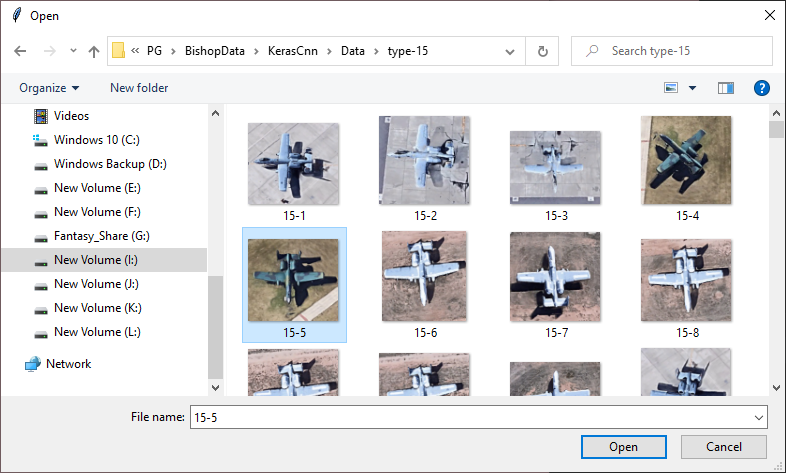 Open
« PG > BishopData > KerasCnn > Data > type-15
Search type-15
Organize
New folder
Videos
Windows 10 (C:)
Windows Backup (D:)
New Volume (E:)
New Volume (F:)
Fantasy_Share (G:)
New Volume (I:)
New Volume (J:)
New Volume (K:)
New Volume (L:)
Network
15-1 15-2 15-3 15-4
15-5 15-6 15-7 15-8
File name: 15-5
Open Cancel